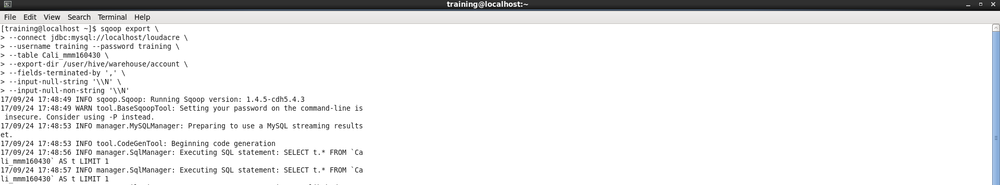 training@localhost:~
File Edit View Search Terminal Help
[training@localhost ~]$ sqoop export \
> --connect jdbc:mysql://localhost/loudacre \
> --username training --password training \
> --table Cali_mmm160430 \
> --export-dir /user/hive/warehouse/account \
> --fields-terminated-by ',' \
> --input-null-string '\\N' \
> --input-null-non-string '\\N'
17/09/24 17:48:49 INFO sqoop.Sqoop: Running Sqoop version: 1.4.5-cdh5.4.3
17/09/24 17:48:49 WARN tool.BaseSqoopTool: Setting your password on the command-line is
 insecure. Consider using -P instead.
17/09/24 17:48:53 INFO manager.MySQLManager: Preparing to use a MySQL streaming results
et.
17/09/24 17:48:53 INFO tool.CodeGenTool: Beginning code generation
17/09/24 17:48:56 INFO manager.SqlManager: Executing SQL statement: SELECT t.* FROM `Ca
li_mmm160430` AS t LIMIT 1
17/09/24 17:48:57 INFO manager.SqlManager: Executing SQL statement: SELECT t.* FROM `Ca
li_mmm160430` AS t LIMIT 1